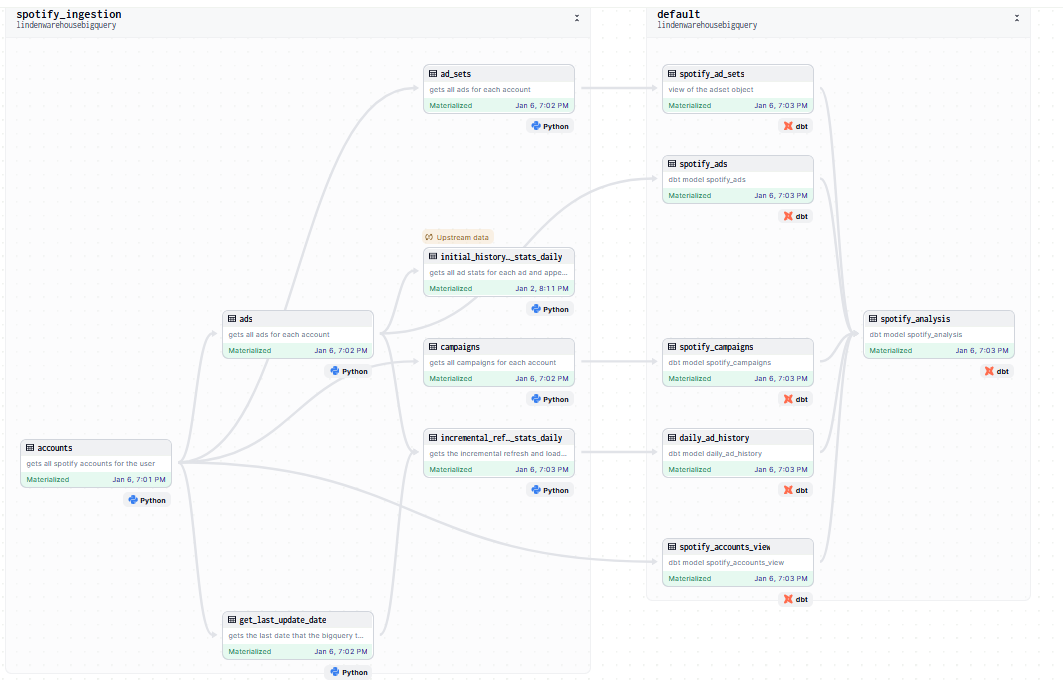 spotify_ingestion
lindenwarehousebigquery
default
lindenwarehousebigquery
ad_sets
gets all ads for each account
Materialized Jan 6, 7:02 PM
Python
spotify_ad_sets
view of the adset object
Materialized Jan 6, 7:03 PM
dbt
spotify_ads
dbt model spotify_ads
Materialized Jan 6, 7:03 PM
dbt
Upstream data
initial_history…_stats_daily
gets all ad stats for each ad and appe…
Materialized Jan 2, 8:11 PM
Python
ads
gets all ads for each account
Materialized Jan 6, 7:02 PM
Python
spotify_analysis
dbt model spotify_analysis
Materialized Jan 6, 7:03 PM
dbt
campaigns
gets all campaigns for each account
Materialized Jan 6, 7:02 PM
Python
spotify_campaigns
dbt model spotify_campaigns
Materialized Jan 6, 7:03 PM
dbt
accounts
gets all spotify accounts for the user
Materialized Jan 6, 7:01 PM
Python
incremental_ref…_stats_daily
gets the incremental refresh and load…
Materialized Jan 6, 7:03 PM
Python
daily_ad_history
dbt model daily_ad_history
Materialized Jan 6, 7:03 PM
dbt
spotify_accounts_view
dbt model spotify_accounts_view
Materialized Jan 6, 7:03 PM
dbt
get_last_update_date
gets the last date that the bigquery t…
Materialized Jan 6, 7:02 PM
Python